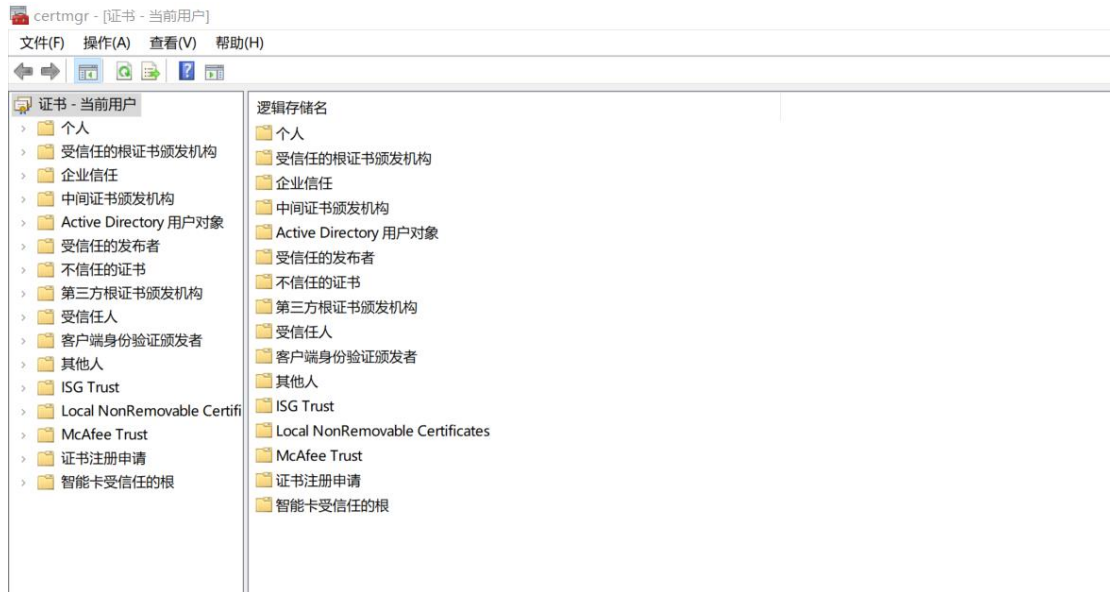 certmgr - [证书 - 当前用户]
文件(F) 操作(A) 查看(V) 帮助(H)
证书 - 当前用户
个人
受信任的根证书颁发机构
企业信任
中间证书颁发机构
Active Directory 用户对象
受信任的发布者
不信任的证书
第三方根证书颁发机构
受信任人
客户端身份验证颁发者
其他人
ISG Trust
Local NonRemovable Certifi
McAfee Trust
证书注册申请
智能卡受信任的根
逻辑存储名
个人
受信任的根证书颁发机构
企业信任
中间证书颁发机构
Active Directory 用户对象
受信任的发布者
不信任的证书
第三方根证书颁发机构
受信任人
客户端身份验证颁发者
其他人
ISG Trust
Local NonRemovable Certificates
McAfee Trust
证书注册申请
智能卡受信任的根